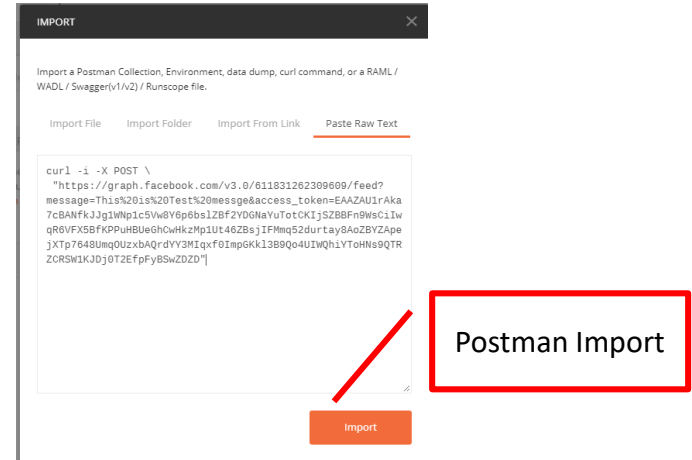 IMPORT
Import a Postman Collection, Environment, data dump, curl command, or a RAML /
WADL / Swagger(v1/v2) / Runscope file.
Import File Import Folder Import From Link Paste Raw Text
curl -i -X POST \
"https://graph.facebook.com/v3.0/611831262309609/feed?
message=This%20is%20Test%20messge&access_token=EAAZAU1rAka
7cBANfkJJg1WNp1c5Vw8Y6p6bslZBf2YDGNaYuTotCKIjSZBBFn9WsCiIw
qR6VFX5BfKPPuHBUeGhCwHkzMp1Ut46ZBsjIFMmq52durtay8AoZBYZApe
jXTp7648UmqOUzxbAQrdYY3MIqxf0ImpGKkl3B9Qo4UIWQhiYToHNs9QTR
ZCRSW1KJDj0T2EfpFyBSwZDZD"
Postman Import
Import